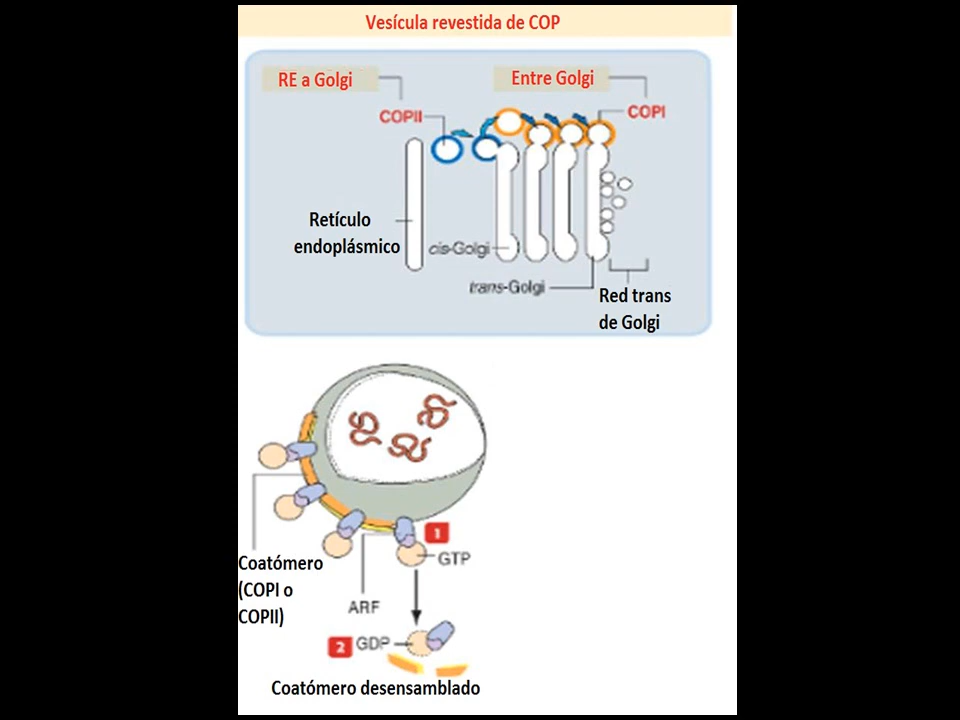 Vesícula revestida de COP
RE a Golgi
Entre Golgi
COPII
COPI
Retículo
endoplásmico
cis-Golgi
trans-Golgi
Red trans
de Golgi
1
GTP
Coatómero
(COPI o
COPII)
ARF
2 GDP
Coatómero desensamblado